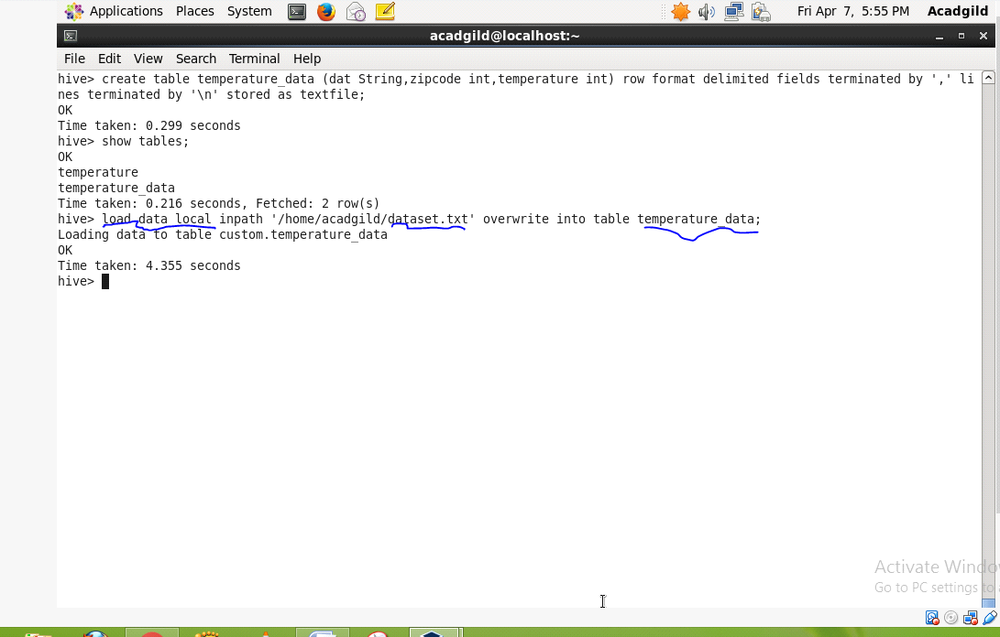 Applications Places System Fri Apr 7, 5:55 PM Acadgild
acadgild@localhost:~
File Edit View Search Terminal Help
hive> create table temperature_data (dat String,zipcode int,temperature int) row format delimited fields terminated by ',' li
nes terminated by '\n' stored as textfile;
OK
Time taken: 0.299 seconds
hive> show tables;
OK
temperature
temperature_data
Time taken: 0.216 seconds, Fetched: 2 row(s)
hive> load data local inpath '/home/acadgild/dataset.txt' overwrite into table temperature_data;
Loading data to table custom.temperature_data
OK
Time taken: 4.355 seconds
hive>
Activate Windo
Go to PC settings to